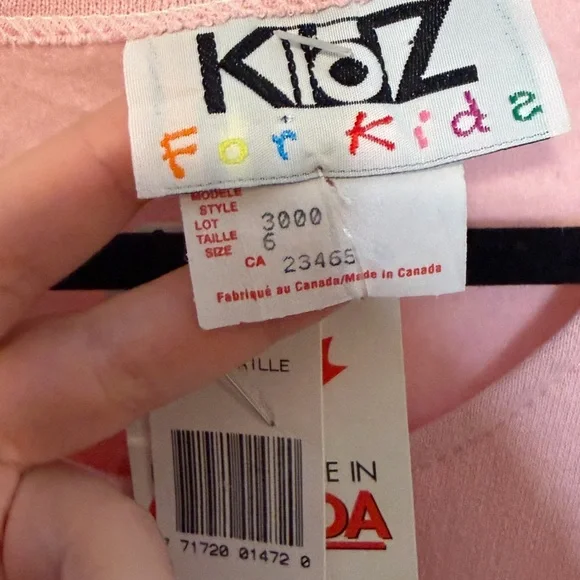 KIDZ
For Kids
MODÈLE
STYLE
LOT 3000
TAILLE
SIZE 6
CA 23465
Fabriqué au Canada/Made in Canada
ILLE
E IN
DA
71720 01472 0